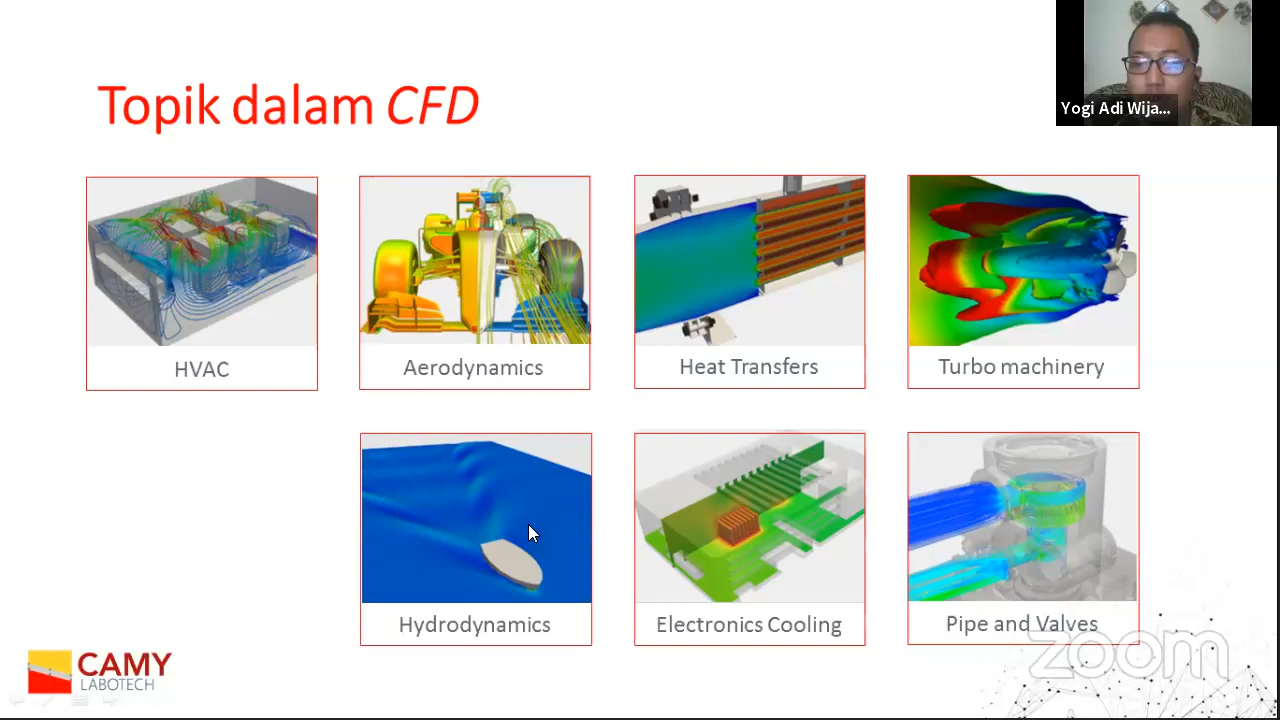 Yogi Adi Wija...
Topik dalam CFD
HVAC
Aerodynamics
Heat Transfers
Turbo machinery
Hydrodynamics
Electronics Cooling
Pipe and Valves
CAMY
LABOTECH
zoom